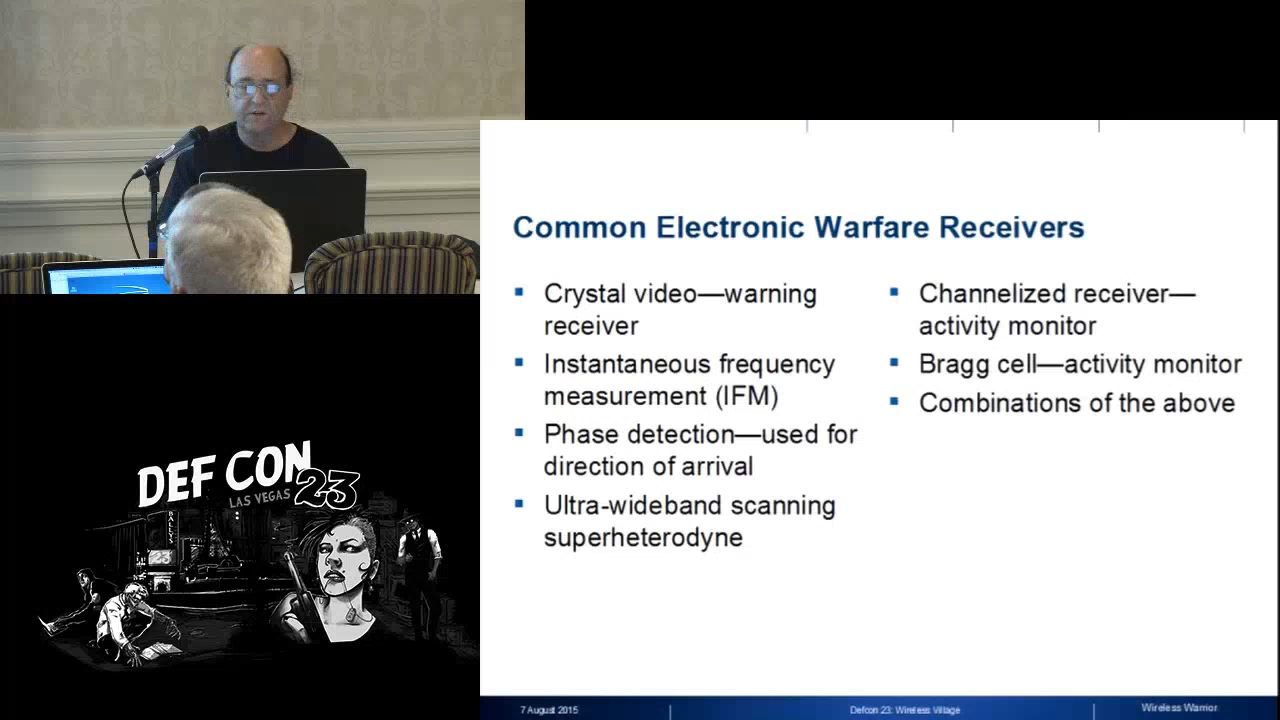 Common Electronic Warfare Receivers
▪ Crystal video—warning
receiver
▪ Instantaneous frequency
measurement (IFM)
▪ Phase detection—used for
direction of arrival
▪ Ultra-wideband scanning
superheterodyne
▪ Channelized receiver—
activity monitor
▪ Bragg cell—activity monitor
▪ Combinations of the above
DEF CON
LAS VEGAS 23
BALLYS
23
7 August 2015
Defcon 23: Wireless Village
Wireless Warrior